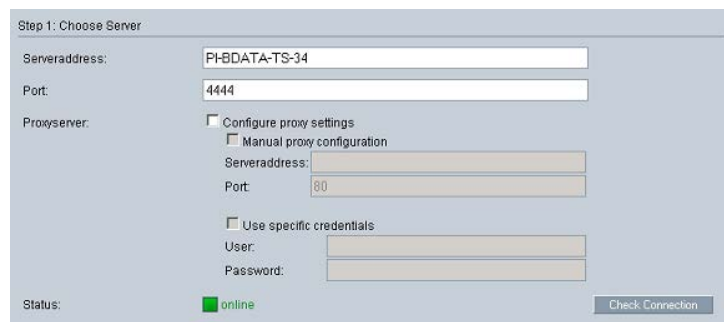 Step 1: Choose Server
Serveraddress: PI-BDATA-TS-34
Port: 4444
Proxyserver: Configure proxy settings
Manual proxy configuration
Serveraddress:
Port: 80
Use specific credentials
User:
Password:
Status: online Check Connection